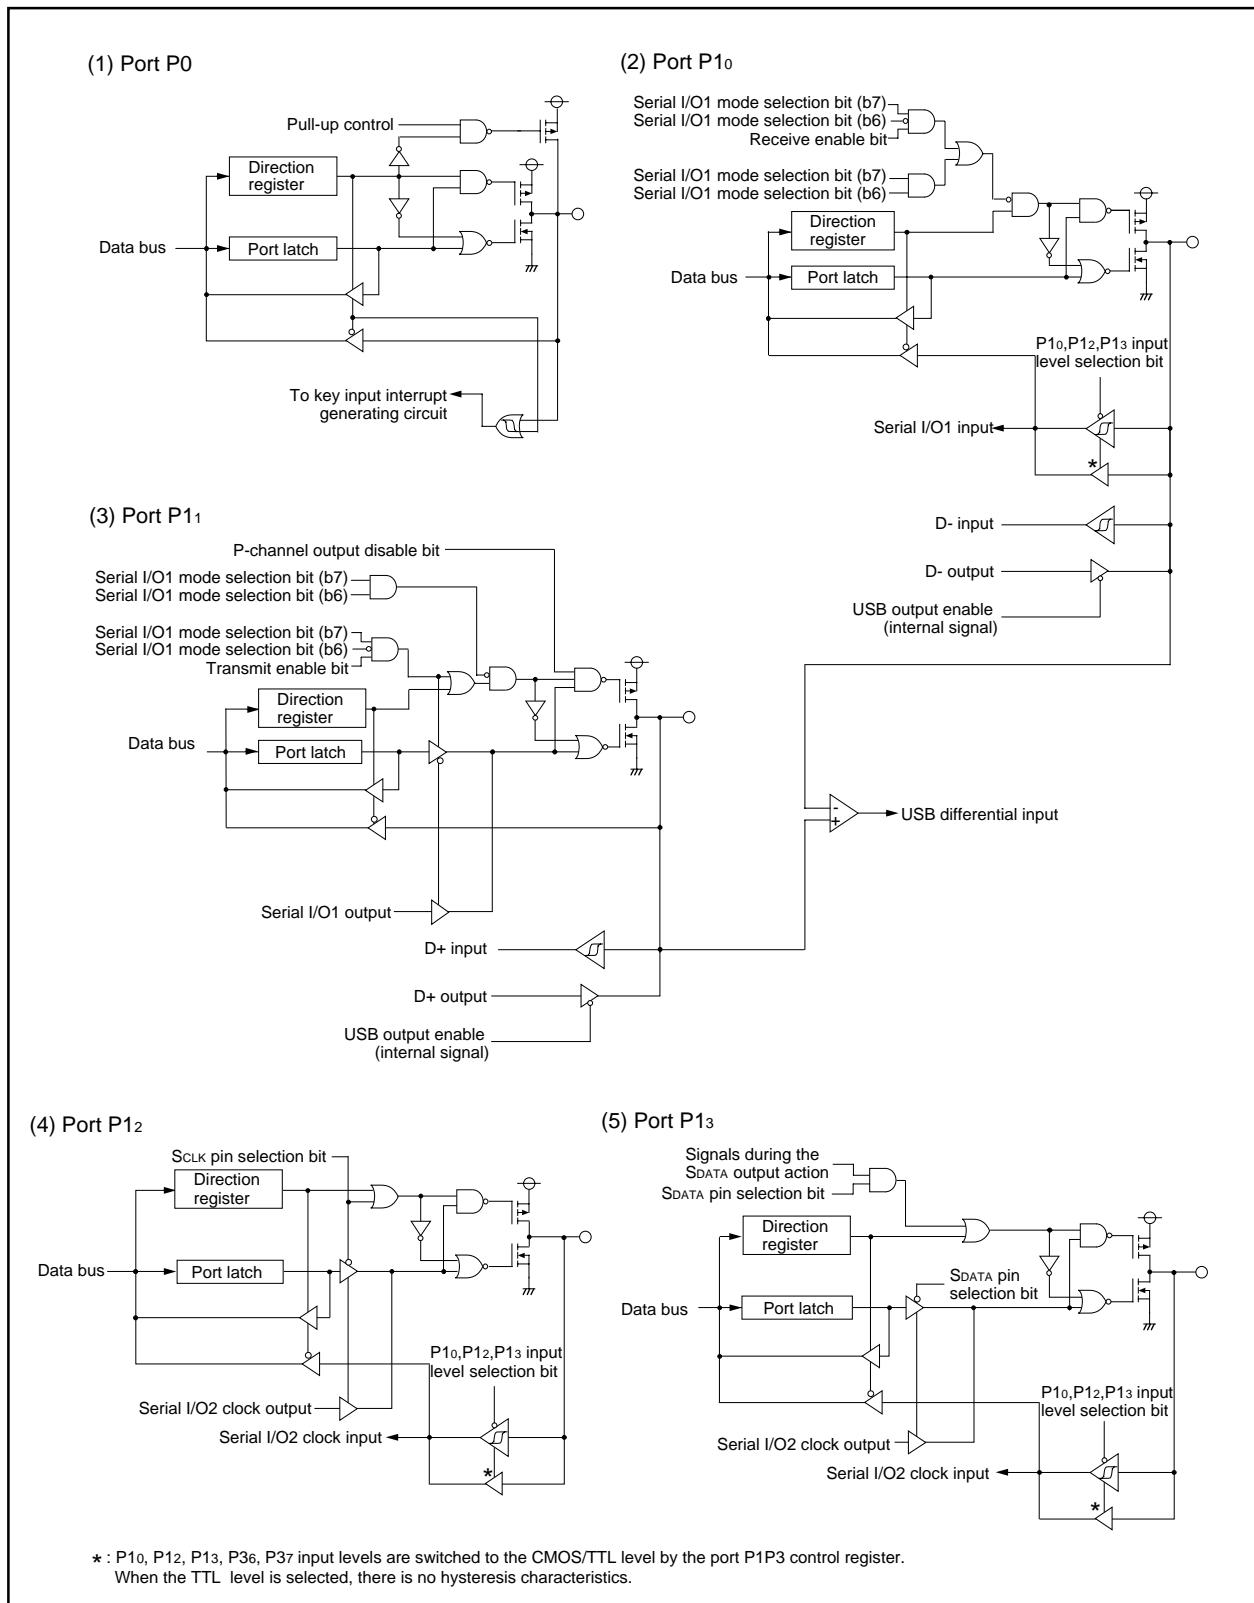 (1) Port P0
Pull-up control
Direction
register
Data bus
Port latch
To key input interrupt
generating circuit
(2) Port P10
Serial I/O1 mode selection bit (b7)
Serial I/O1 mode selection bit (b6)
Receive enable bit
Serial I/O1 mode selection bit (b7)
Serial I/O1 mode selection bit (b6)
Direction
register
Data bus
Port latch
P10,P12,P13 input
level selection bit
Serial I/O1 input
*
D- input
D- output
USB output enable
(internal signal)
(3) Port P11
P-channel output disable bit
Serial I/O1 mode selection bit (b7)
Serial I/O1 mode selection bit (b6)
Serial I/O1 mode selection bit (b7)
Serial I/O1 mode selection bit (b6)
Transmit enable bit
Direction
register
Data bus
Port latch
-
+
USB differential input
Serial I/O1 output
D+ input
D+ output
USB output enable
(internal signal)
(4) Port P12
SCLK pin selection bit
Direction
register
Data bus
Port latch
P10,P12,P13 input
level selection bit
Serial I/O2 clock output
Serial I/O2 clock input
*
(5) Port P13
Signals during the
SDATA output action
SDATA pin selection bit
Direction
register
SDATA pin
selection bit
Data bus
Port latch
P10,P12,P13 input
level selection bit
Serial I/O2 clock output
Serial I/O2 clock input
*
* : P10, P12, P13, P36, P37 input levels are switched to the CMOS/TTL level by the port P1P3 control register.
When the TTL level is selected, there is no hysteresis characteristics.